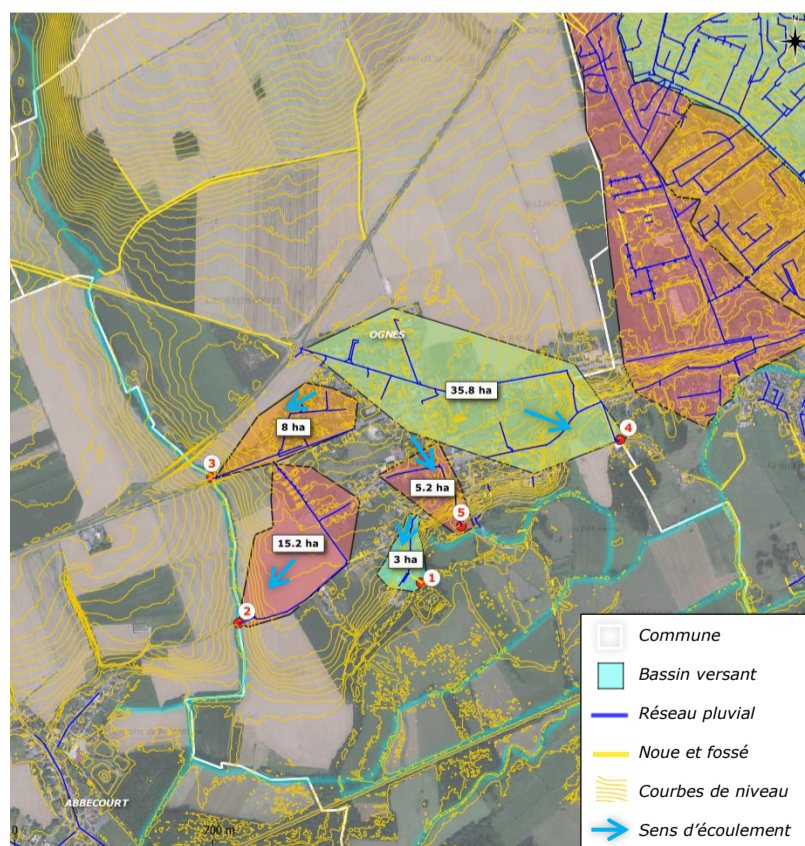 N
OGNES
35.8 ha
8 ha
4
3
5.2 ha
5
15.2 ha
3 ha
1
2
Commune
Bassin versant
Réseau pluvial
Noue et fossé
Courbes de niveau
Sens d'écoulement
ABBECOURT
0
200 m